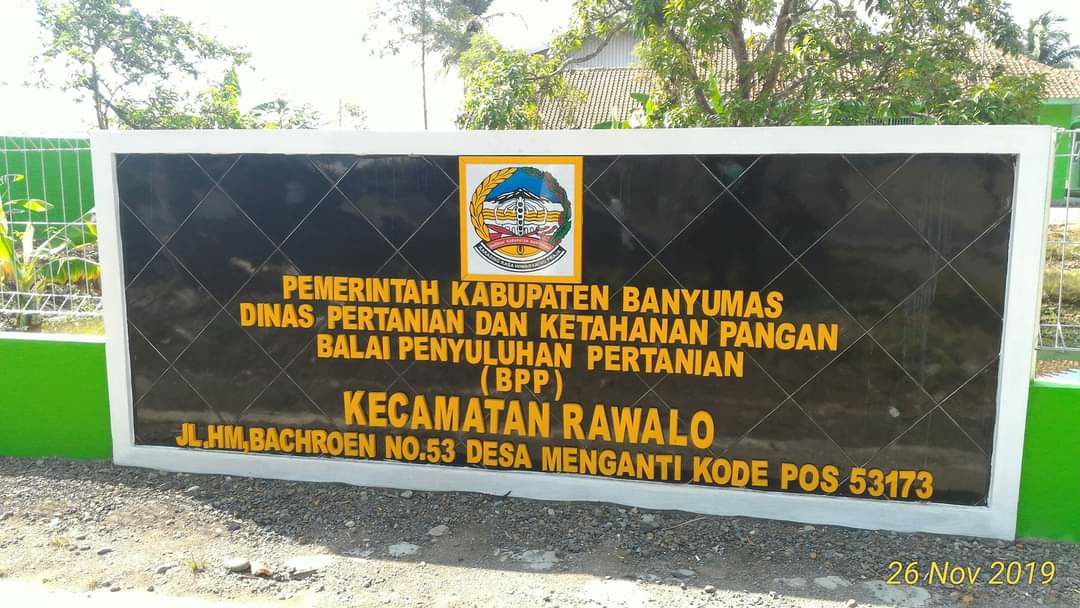 PEMERINTAH KABUPATEN BANYUMAS
DINAS PERTANIAN DAN KETAHANAN PANGAN
BALAI PENYULUHAN PERTANIAN
(BPP)
KECAMATAN RAWALO
JL.HM,BACHROEN NO.53 DESA MENGANTI KODE POS 53173
26 Nov 2019